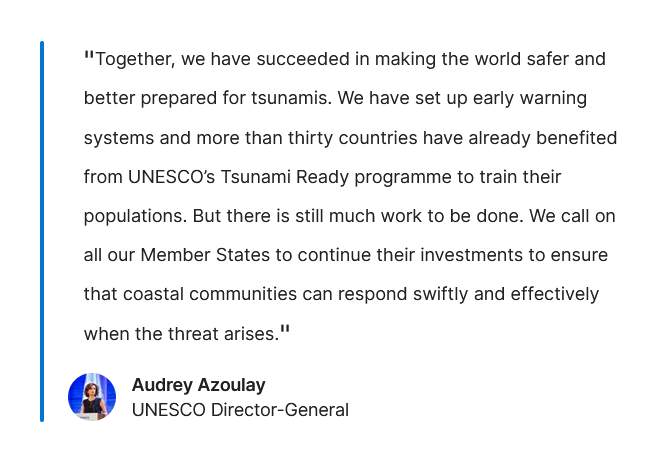 "Together, we have succeeded in making the world safer and
better prepared for tsunamis. We have set up early warning
systems and more than thirty countries have already benefited
from UNESCO’s Tsunami Ready programme to train their
populations. But there is still much work to be done. We call on
all our Member States to continue their investments to ensure
that coastal communities can respond swiftly and effectively
when the threat arises."
Audrey Azoulay
UNESCO Director-General